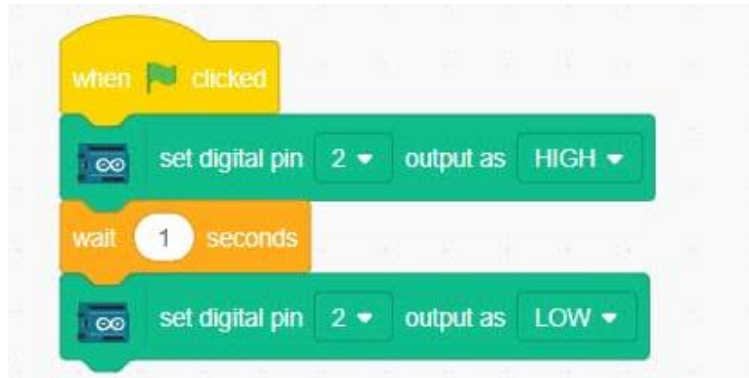 when clicked
set digital pin 2 output as HIGH
wait 1 seconds
set digital pin 2 output as LOW